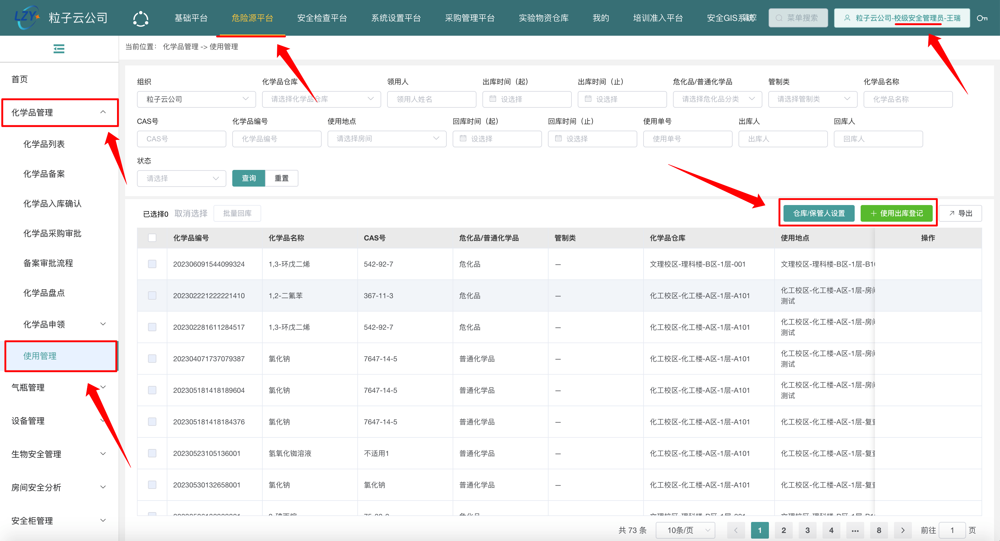 LZY 粒子云公司
基础平台 危险源平台 安全检查平台 系统设置平台 采购管理平台 实验物资仓库 我的 培训准入平台 安全GIS系统
菜单搜索
粒子云公司-校级安全管理员-王瑞
当前位置： 化学品管理 -> 使用管理
首页
化学品管理
化学品列表
化学品备案
化学品入库确认
化学品采购审批
备案审批流程
化学品盘点
化学品申领
使用管理
气瓶管理
设备管理
生物安全管理
房间安全分析
安全柜管理
组织 化学品仓库 领用人 出库时间（起） 出库时间（止） 危化品/普通化学品 管制类 化学品名称
粒子云公司 请选择化学品仓库 领用人姓名 设选择 设选择 请选择危化品分类 请选择管制类 化学品名称
CAS号 化学品编号 使用地点 回库时间（起） 回库时间（止） 使用单号 出库人 回库人
CAS号 化学品编号 请选择房间 设选择 设选择 使用单号 出库人 回库人
状态
请选择 查询 重置
已选择0 取消选择 批量回库 仓库/保管人设置 使用出库登记 导出
化学品编号 化学品名称 CAS号 危化品/普通化学品 管制类 化学品仓库 使用地点 操作
202306091544099324 1,3-环戊二烯 542-92-7 危化品 — 文理校区-理科楼-B区-1层-001 文理校区-理科楼-B区-1层-B1
202302221222221410 1,2-二氟苯 367-11-3 危化品 — 化工校区-化工楼-A区-1层-A101 化工校区-化工楼-A区-1层-房间
测试
202302281611284517 1,3-环戊二烯 542-92-7 危化品 — 化工校区-化工楼-A区-1层-A101 化工校区-化工楼-A区-1层-房间
测试
202304071737079387 氯化钠 7647-14-5 普通化学品 — 化工校区-化工楼-A区-1层-A101 化工校区-化工楼-A区-1层-房间
测试
202305181418189604 氯化钠 7647-14-5 普通化学品 — 化工校区-化工楼-A区-1层-A101 化工校区-化工楼-A区-1层-房间
测试
202305181418184376 氯化钠 7647-14-5 普通化学品 — 化工校区-化工楼-A区-1层-A101 化工校区-化工楼-A区-1层-复查
20230523105136001 氢氧化铷溶液 不适用1 普通化学品 — 化工校区-化工楼-A区-1层-A101 化工校区-化工楼-A区-1层-复查
20230530132658001 氯化钠 氯化钠 普通化学品 — 化工校区-化工楼-A区-1层-A101 化工校区-化工楼-A区-1层-复查
共 73 条 10条/页 1 2 3 4 ••• 8 前往 1 页